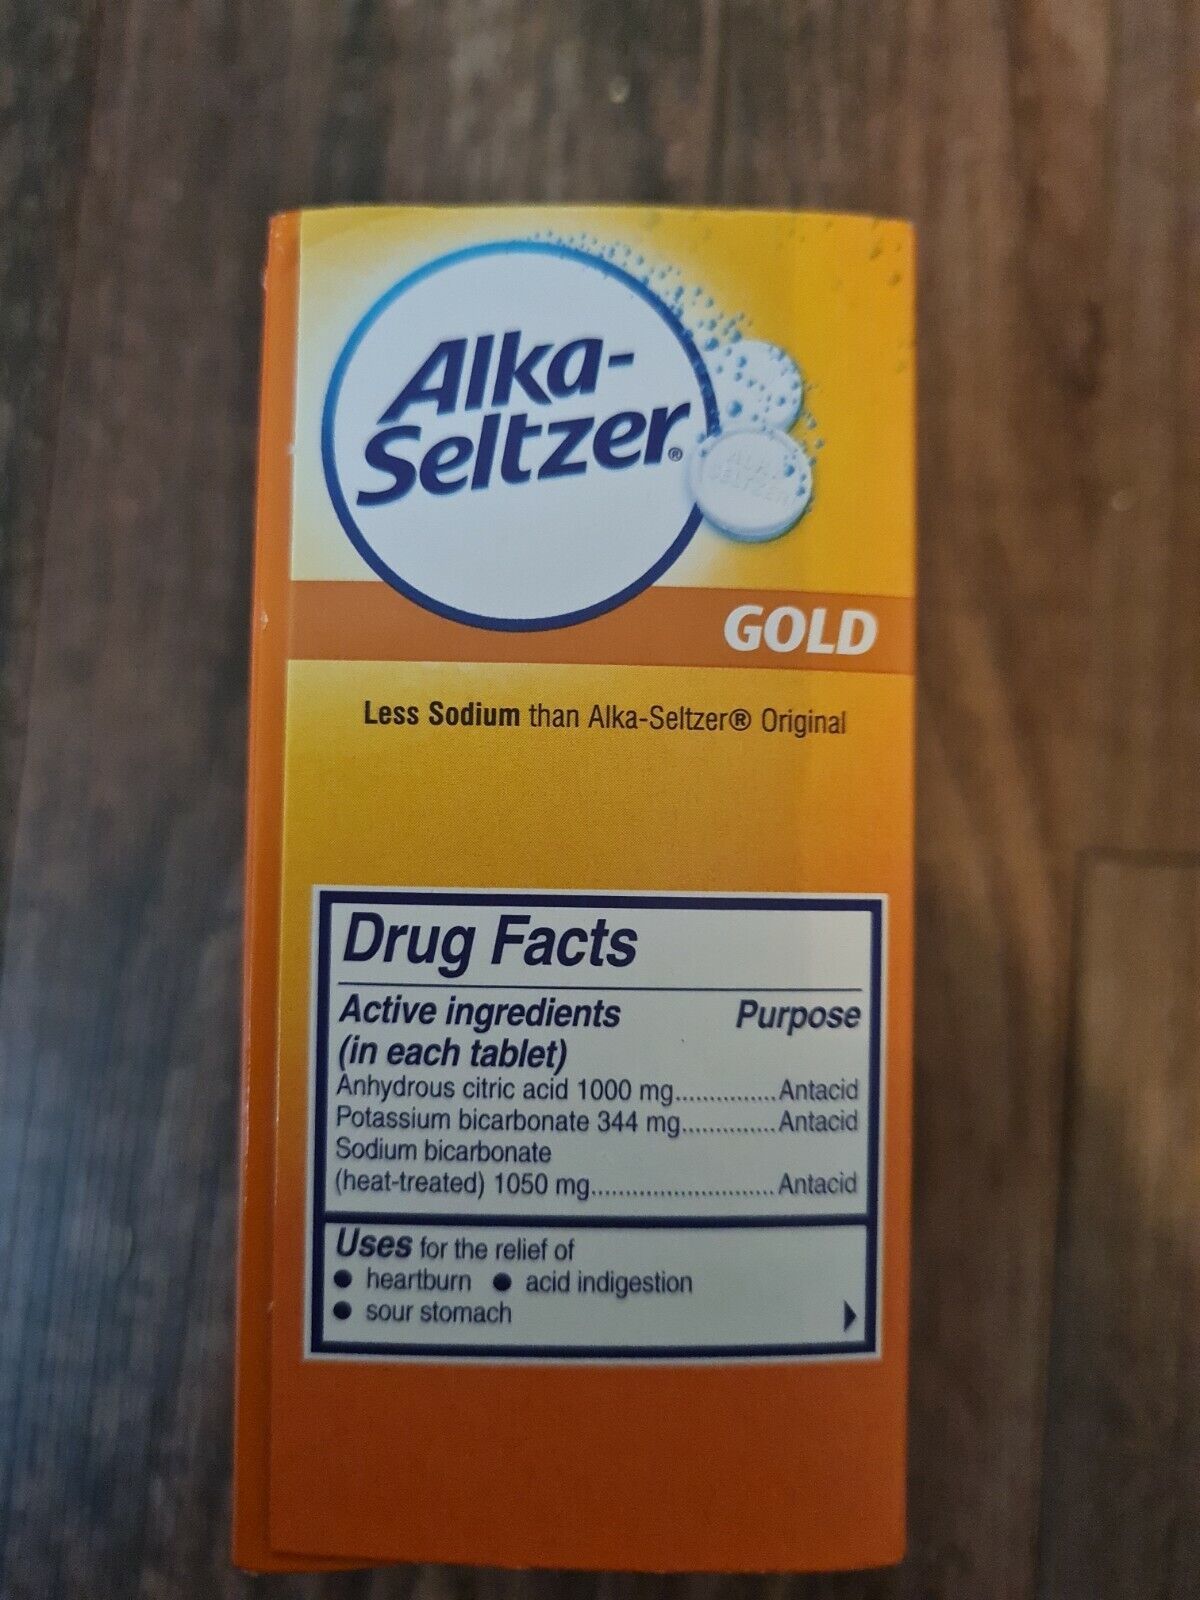 Alka-
Seltzer®
GOLD
Less Sodium than Alka-Seltzer® Original
Drug Facts
Active ingredients Purpose
(in each tablet)
Anhydrous citric acid 1000 mg...............Antacid
Potassium bicarbonate 344 mg..............Antacid
Sodium bicarbonate
(heat-treated) 1050 mg...........................Antacid
Uses for the relief of
● heartburn ● acid indigestion
● sour stomach
ALKA
SELTZER